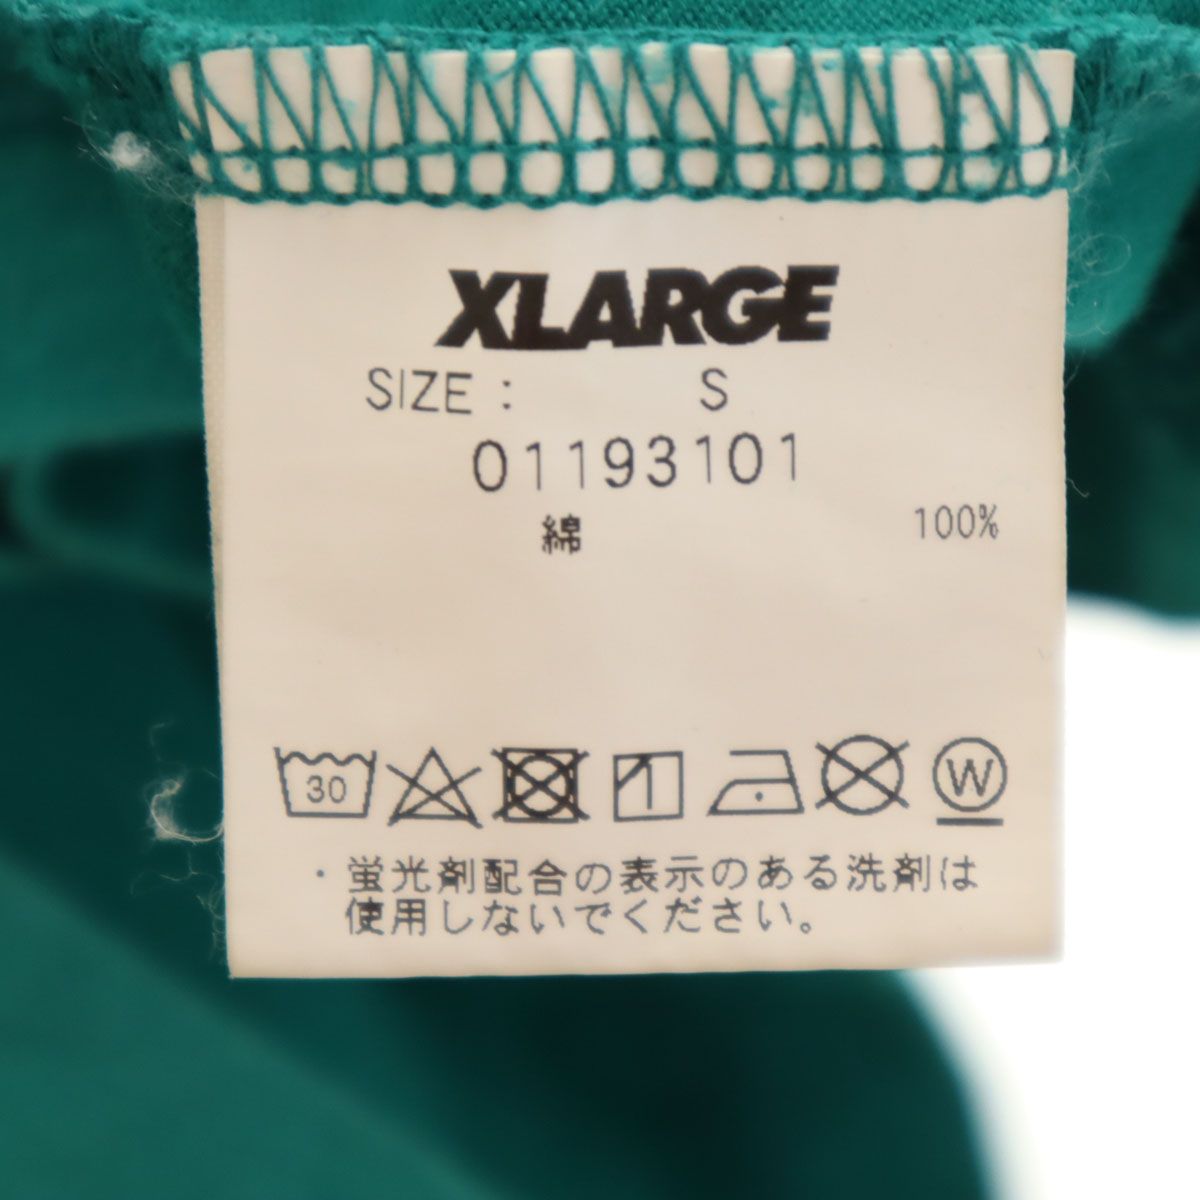 XLARGE
SIZE : S
01193101
綿 100%
30 W
・蛍光剤配合の表示のある洗剤は
使用しないでください。